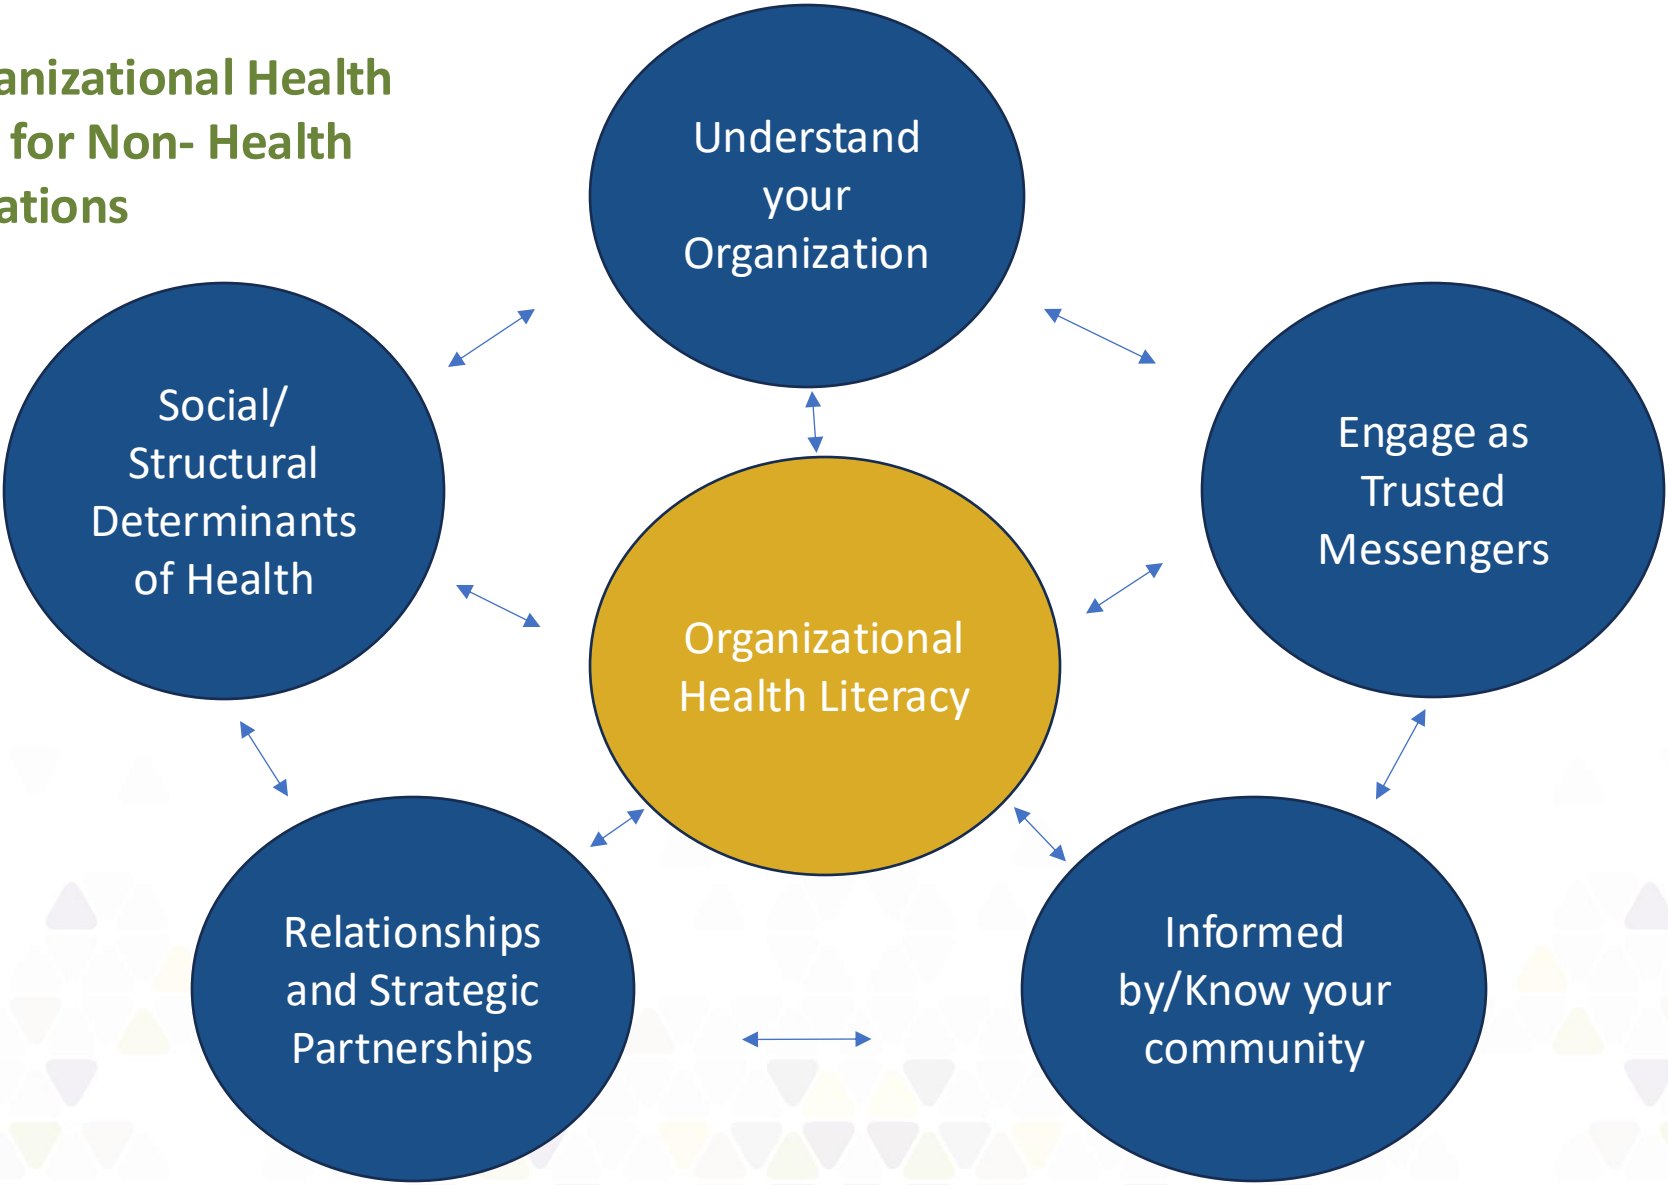 anizational Health
for Non- Health
ations
Understand
your
Organization
Social/
Structural
Determinants
of Health
Engage as
Trusted
Messengers
Organizational
Health Literacy
Relationships
and Strategic
Partnerships
Informed
by/Know your
community